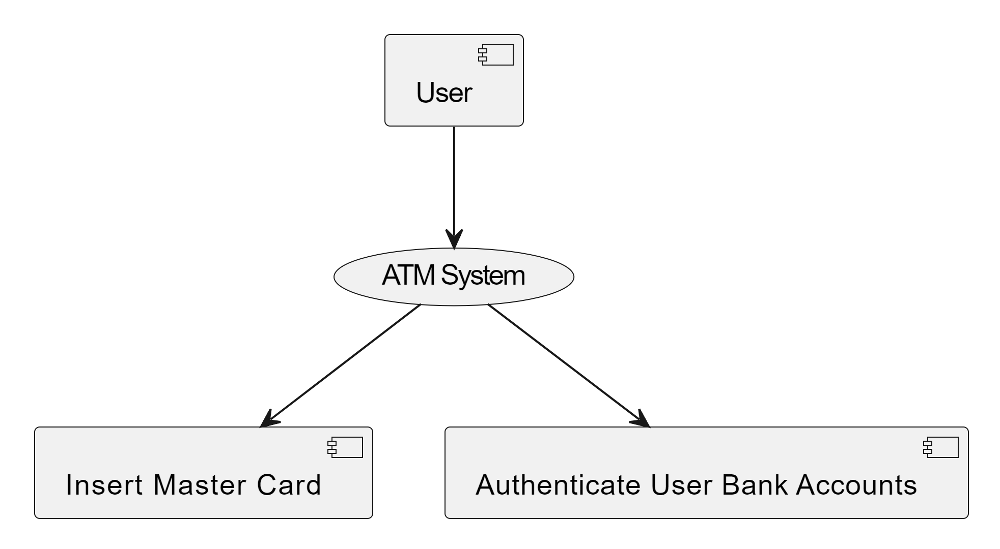 User
ATM System
Insert Master Card
Authenticate User Bank Accounts